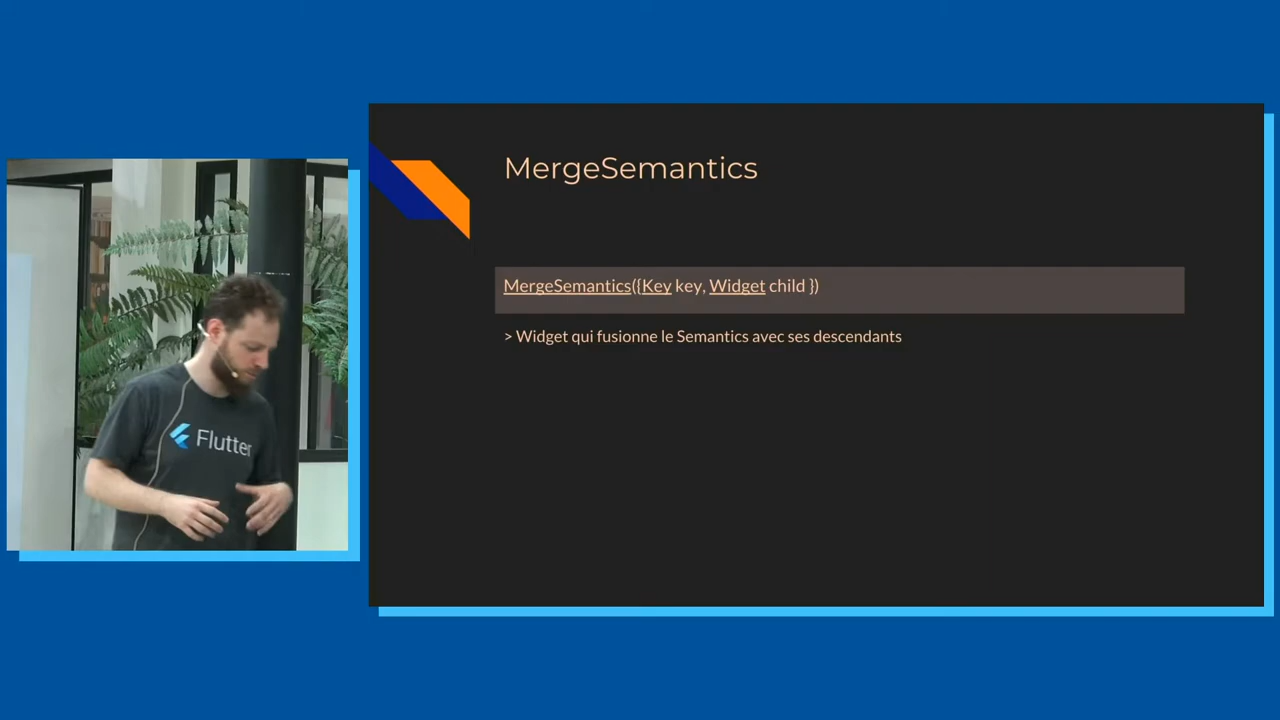 MergeSemantics
MergeSemantics({Key key, Widget child })
> Widget qui fusionne le Semantics avec ses descendants
Flutter